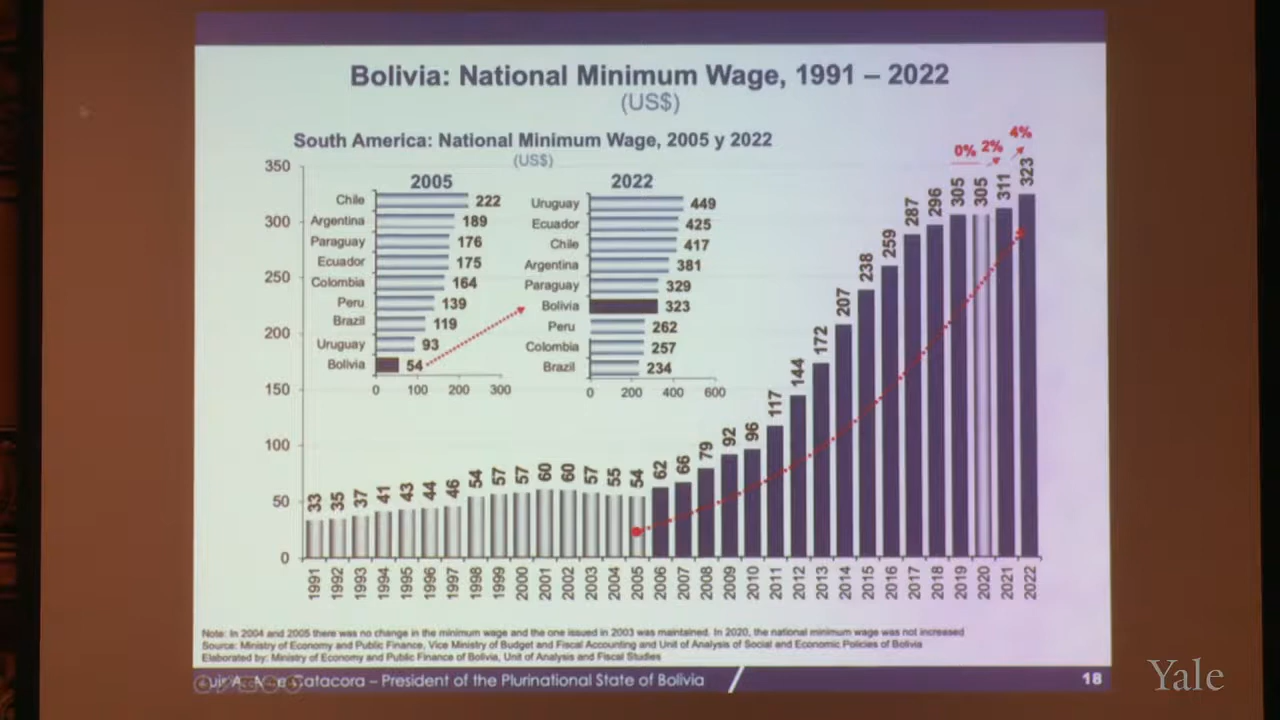 Bolivia: National Minimum Wage, 1991 – 2022
(US$)
South America: National Minimum Wage, 2005 y 2022
(US$)
2005
Chile 222
Argentina 189
Paraguay 176
Ecuador 175
Colombia 164
Peru 139
Brazil 119
Uruguay 93
Bolivia 54
0 100 200 300
2022
Uruguay 449
Ecuador 425
Chile 417
Argentina 381
Paraguay 329
Bolivia 323
Peru 262
Colombia 257
Brazil 234
0 200 400 600
0% 2% 4%
350
300
250
200
150
100
50
0
33 35 37 41 43 44 46 54 57 57 60 60 57 55 54 62 66 79 92 96 117 144 172 207 238 259 287 296 305 305 311 323
1991 1992 1993 1994 1995 1996 1997 1998 1999 2000 2001 2002 2003 2004 2005 2006 2007 2008 2009 2010 2011 2012 2013 2014 2015 2016 2017 2018 2019 2020 2021 2022
Note: In 2004 and 2005 there was no change in the minimum wage and the one issued in 2003 was maintained. In 2020, the national minimum wage was not increased
Source: Ministry of Economy and Public Finance, Vice Ministry of Budget and Fiscal Accounting and Unit of Analysis of Social and Economic Policies of Bolivia
Elaborated by: Ministry of Economy and Public Finance of Bolivia, Unit of Analysis and Fiscal Studies
Catacora – President of the Plurinational State of Bolivia
18
Yale